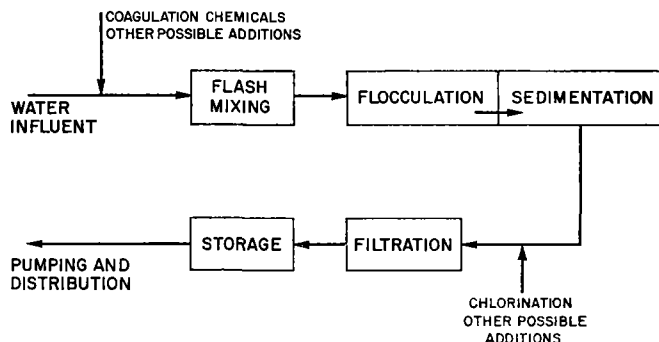 COAGULATION CHEMICALS
OTHER POSSIBLE ADDITIONS
WATER
INFLUENT
FLASH
MIXING
FLOCCULATION
SEDIMENTATION
STORAGE
FILTRATION
PUMPING AND
DISTRIBUTION
CHLORINATION
OTHER POSSIBLE
ADDITIONS